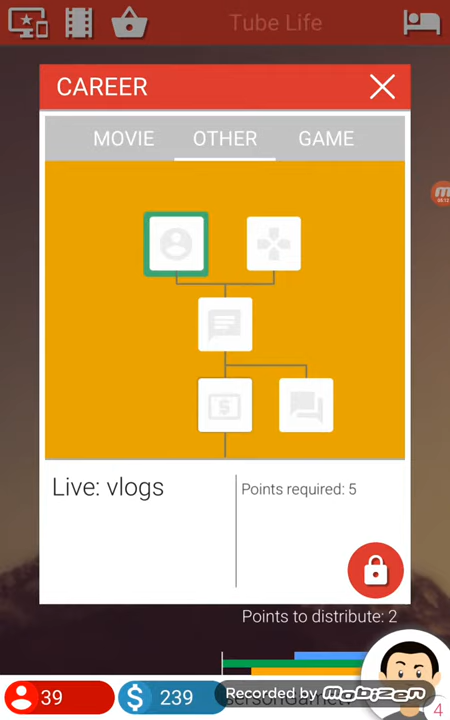 Tube Life
CAREER
MOVIE OTHER GAME
Live: vlogs
Points required: 5
Points to distribute: 2
39
239
Recorded by mobizen
4